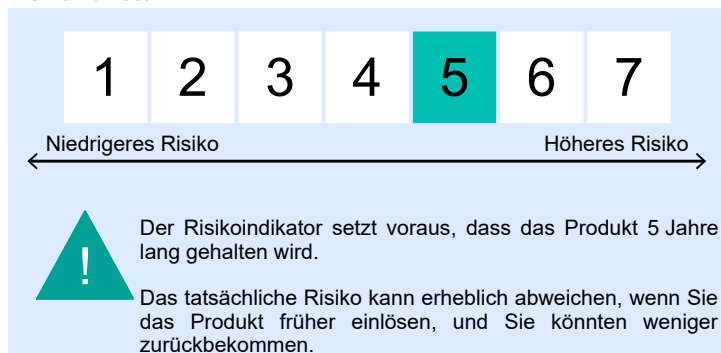 1 2 3 4 5 6 7
Niedrigeres Risiko Höheres Risiko
!
Der Risikoindikator setzt voraus, dass das Produkt 5 Jahre
lang gehalten wird.
Das tatsächliche Risiko kann erheblich abweichen, wenn Sie
das Produkt früher einlösen, und Sie könnten weniger
zurückbekommen.